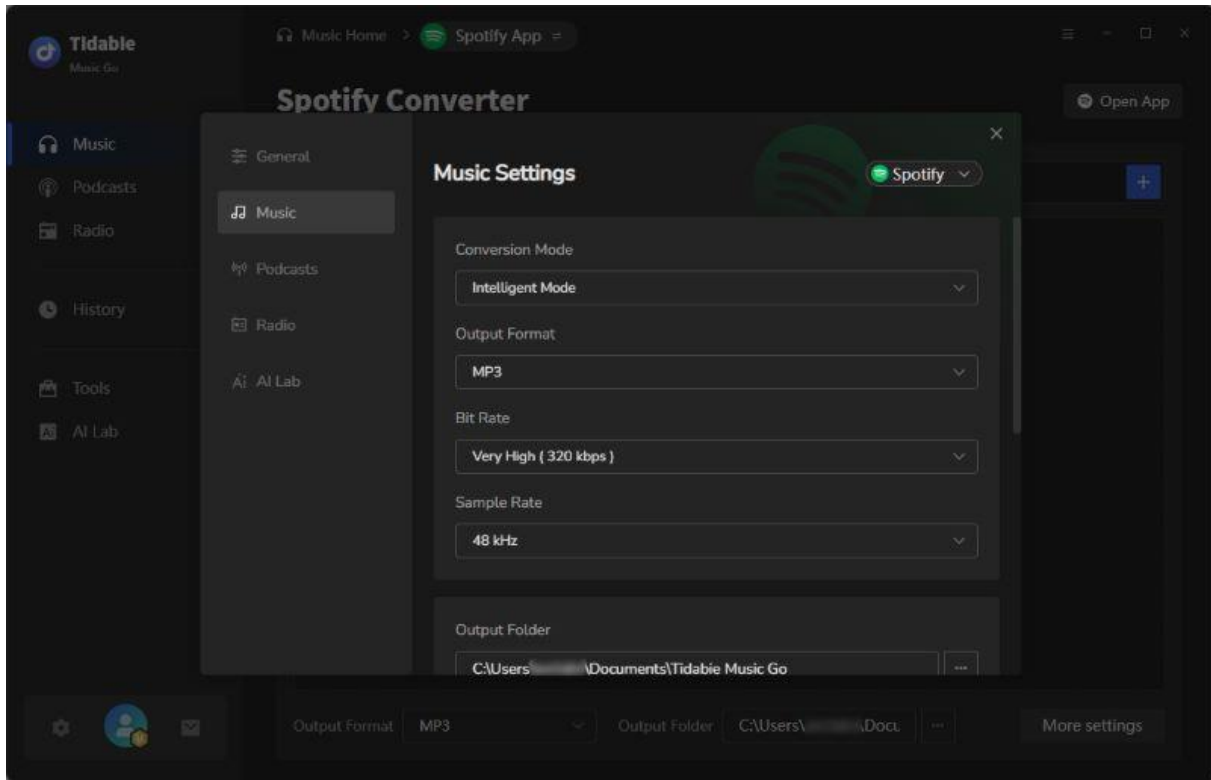 Tidabie
Music Go
Music Home > Spotify App
Spotify Converter
Open App
Music
Podcasts
Radio
History
Tools
AI Lab
General
Music
Podcasts
Radio
AI Lab
Music Settings
Spotify
Conversion Mode
Intelligent Mode
Output Format
MP3
Bit Rate
Very High ( 320 kbps )
Sample Rate
48 kHz
Output Folder
C:\Users \Documents\Tidabie Music Go
Output Format MP3 Output Folder C:\Users\ \Docu More settings